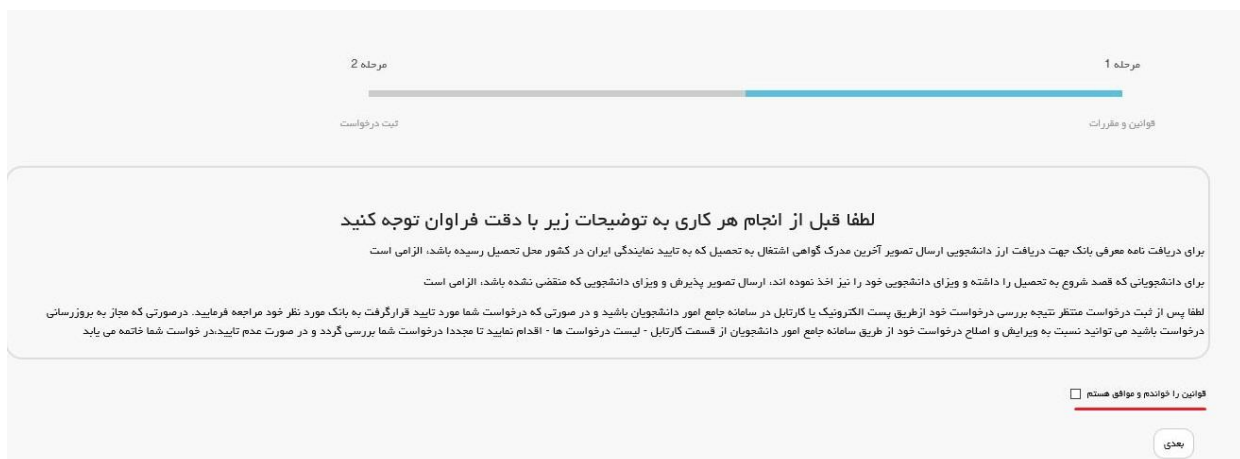 مرحله 1
مرحله 2
قوانین و مقررات
ثبت درخواست
لطفا قبل از انجام هر کاری به توضیحات زیر با دقت فراوان توجه کنید
برای دریافت نامه معرفی بانک جهت دریافت ارز دانشجویی ارسال تصویر آخرین مدرک گواهی اشتغال به تحصیل که به تایید نمایندگی ایران در کشور محل تحصیل رسیده باشد، الزامی است
برای دانشجویانی که قصد شروع به تحصیل را داشته و ویزای دانشجویی خود را نیز اخذ نموده اند، ارسال تصویر پذیرش و ویزای دانشجویی که منقضی نشده باشد، الزامی است
لطفا پس از ثبت درخواست منتظر نتیجه بررسی درخواست خود ازطریق پست الکترونیک یا کارتابل در سامانه جامع امور دانشجویان باشید و در صورتی که درخواست شما مورد تایید قرارگرفت به بانک مورد نظر خود مراجعه فرمایید. درصورتی که مجاز به بروزرسانی
درخواست باشید می توانید نسبت به ویرایش و اصلاح درخواست خود از طریق سامانه جامع امور دانشجویان از قسمت کارتابل - لیست درخواست ها - اقدام نمایید تا مجددا درخواست شما بررسی گردد و در صورت عدم تایید،در خواست شما خاتمه می یابد
قوانین را خواندم و موافق هستم
بعدی